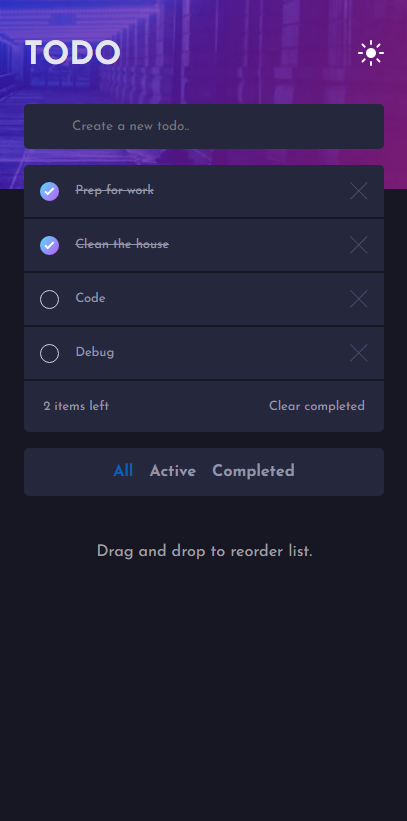 TODO
Create a new todo..
Prep for work
Clean the house
Code
Debug
2 items left Clear completed
All Active Completed
Drag and drop to reorder list.